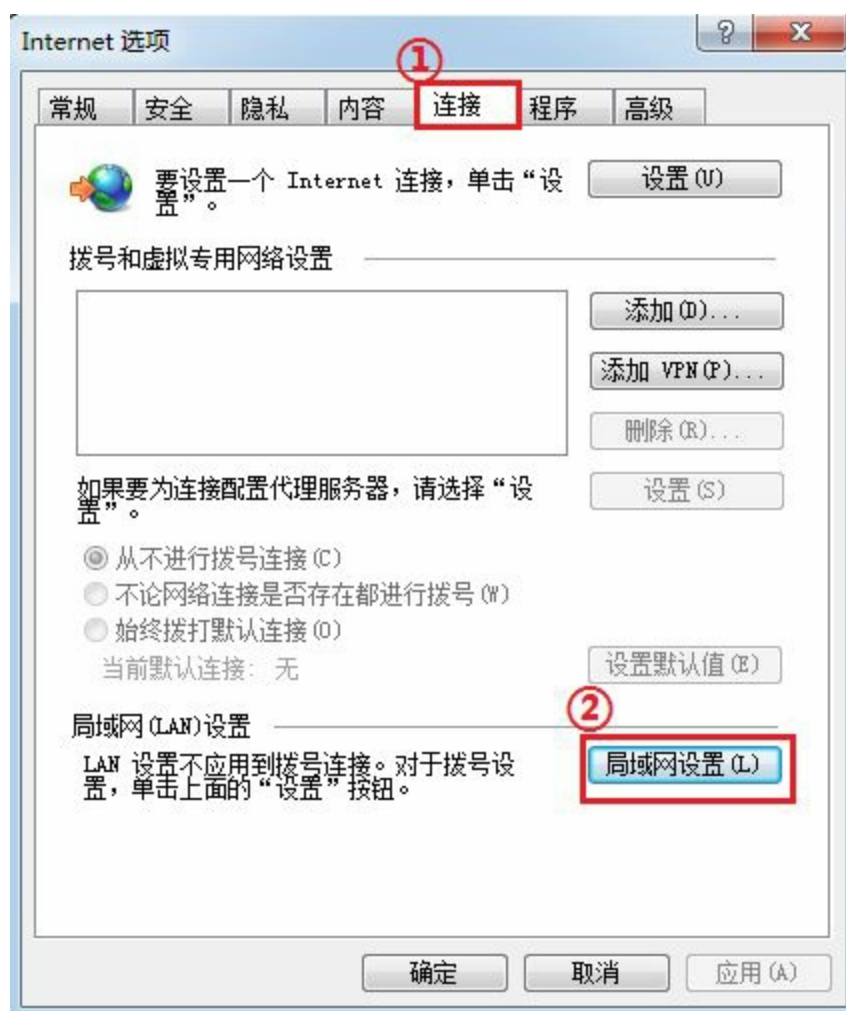 Internet 选项
①
常规 安全 隐私 内容 连接 程序 高级
要设置一个 Internet 连接，单击“设
置”。
设置(U)
拨号和虚拟专用网络设置
添加(D)...
添加 VPN(P)...
删除(R)...
如果要为连接配置代理服务器，请选择“设
置”。
设置(S)
从不进行拨号连接(C)
不论网络连接是否存在都进行拨号(W)
始终拨打默认连接(O)
当前默认连接: 无
设置默认值(E)
②
局域网(LAN)设置
LAN 设置不应用到拨号连接。对于拨号设
置，单击上面的“设置”按钮。
局域网设置(L)
确定 取消 应用(A)